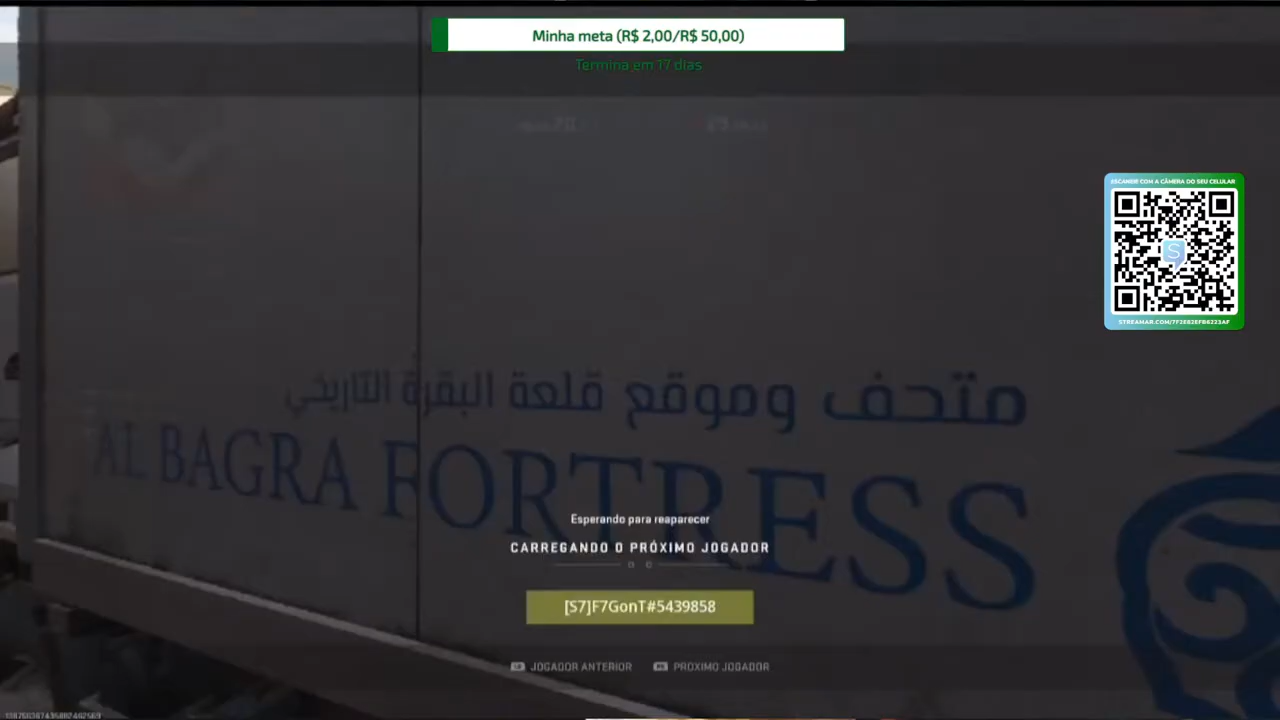 Minha meta (R$ 2,00/R$ 50,00)
Termina em 17 dias
ESCANEIE COM A CÂMERA DO SEU CELULAR
متحف وموقع قلعة البقرة التاريخي
AL BAGRA FORTRESS
Esperando para reaparecer
CARREGANDO O PRÓXIMO JOGADOR
[S7]F7GonT#5439858
JOGADOR ANTERIOR
PRÓXIMO JOGADOR